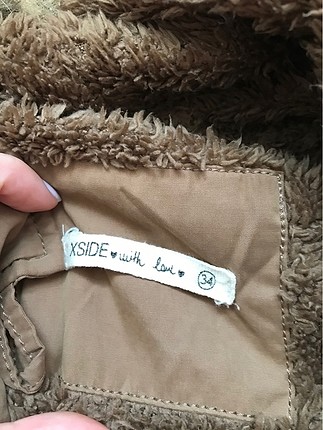 XSIDE ♥ with love ♥ 34